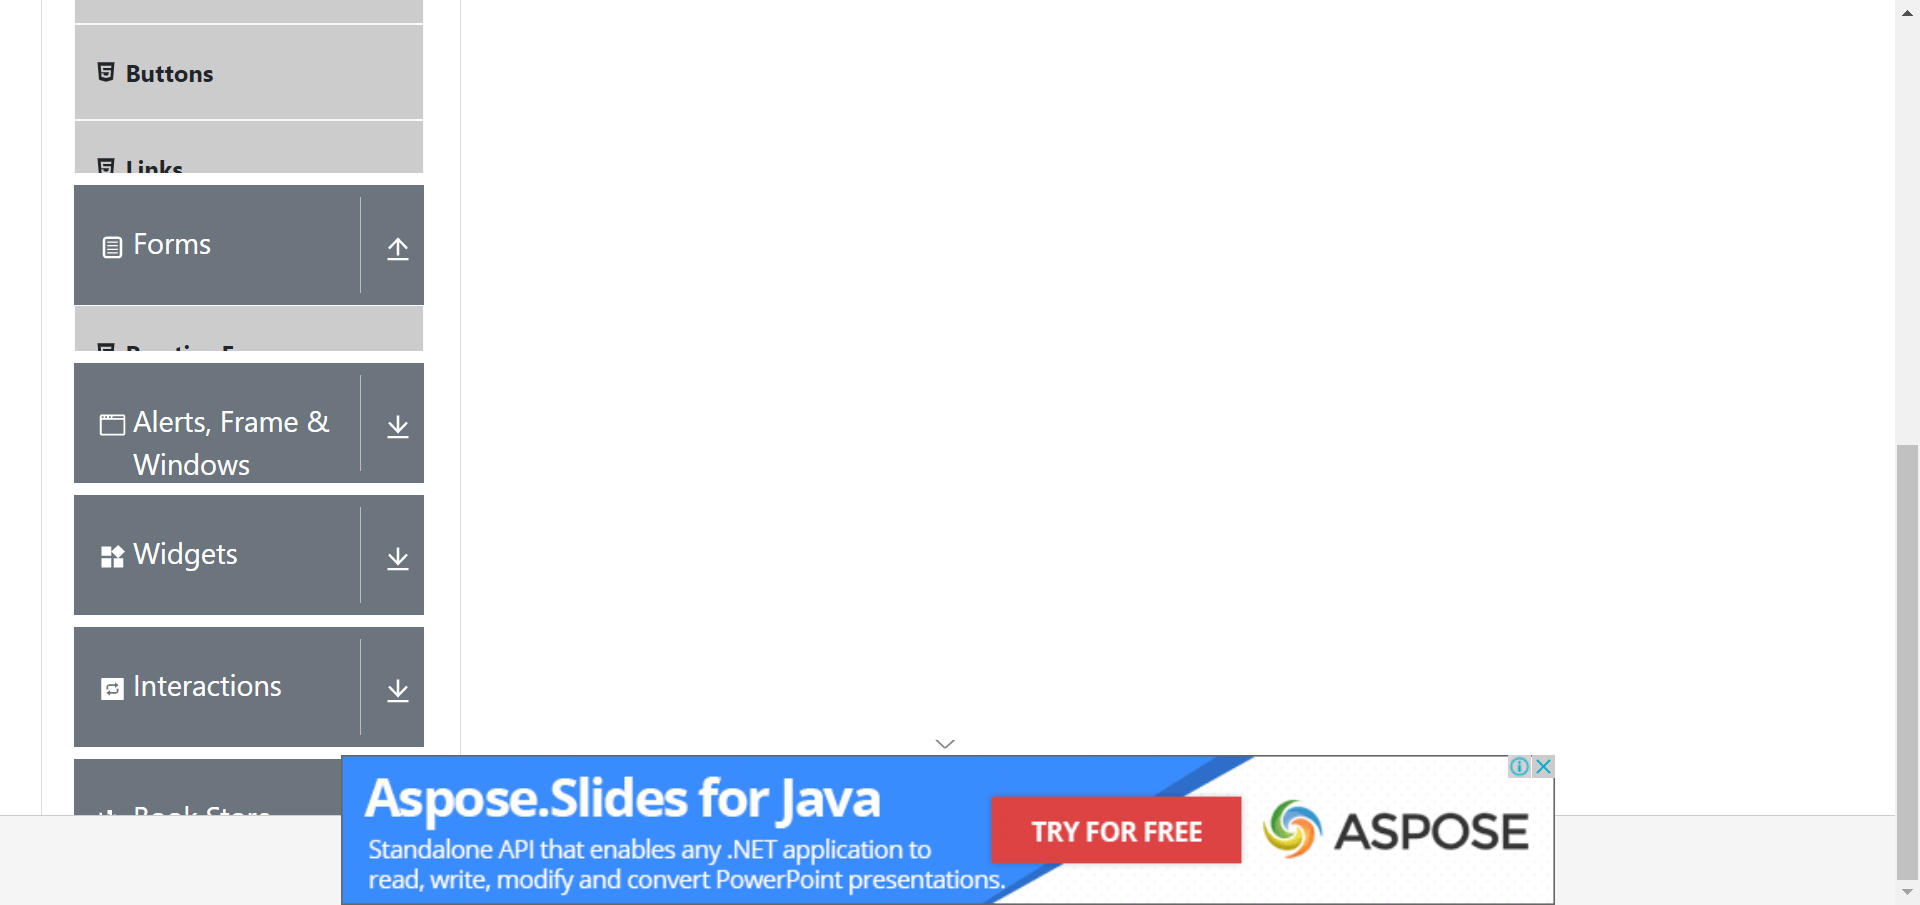 Buttons
Links
Forms
Alerts, Frame &
Windows
Widgets
Interactions
Book Store
Aspose.Slides for Java
Standalone API that enables any .NET application to
read, write, modify and convert PowerPoint presentations.
TRY FOR FREE
ASPOSE